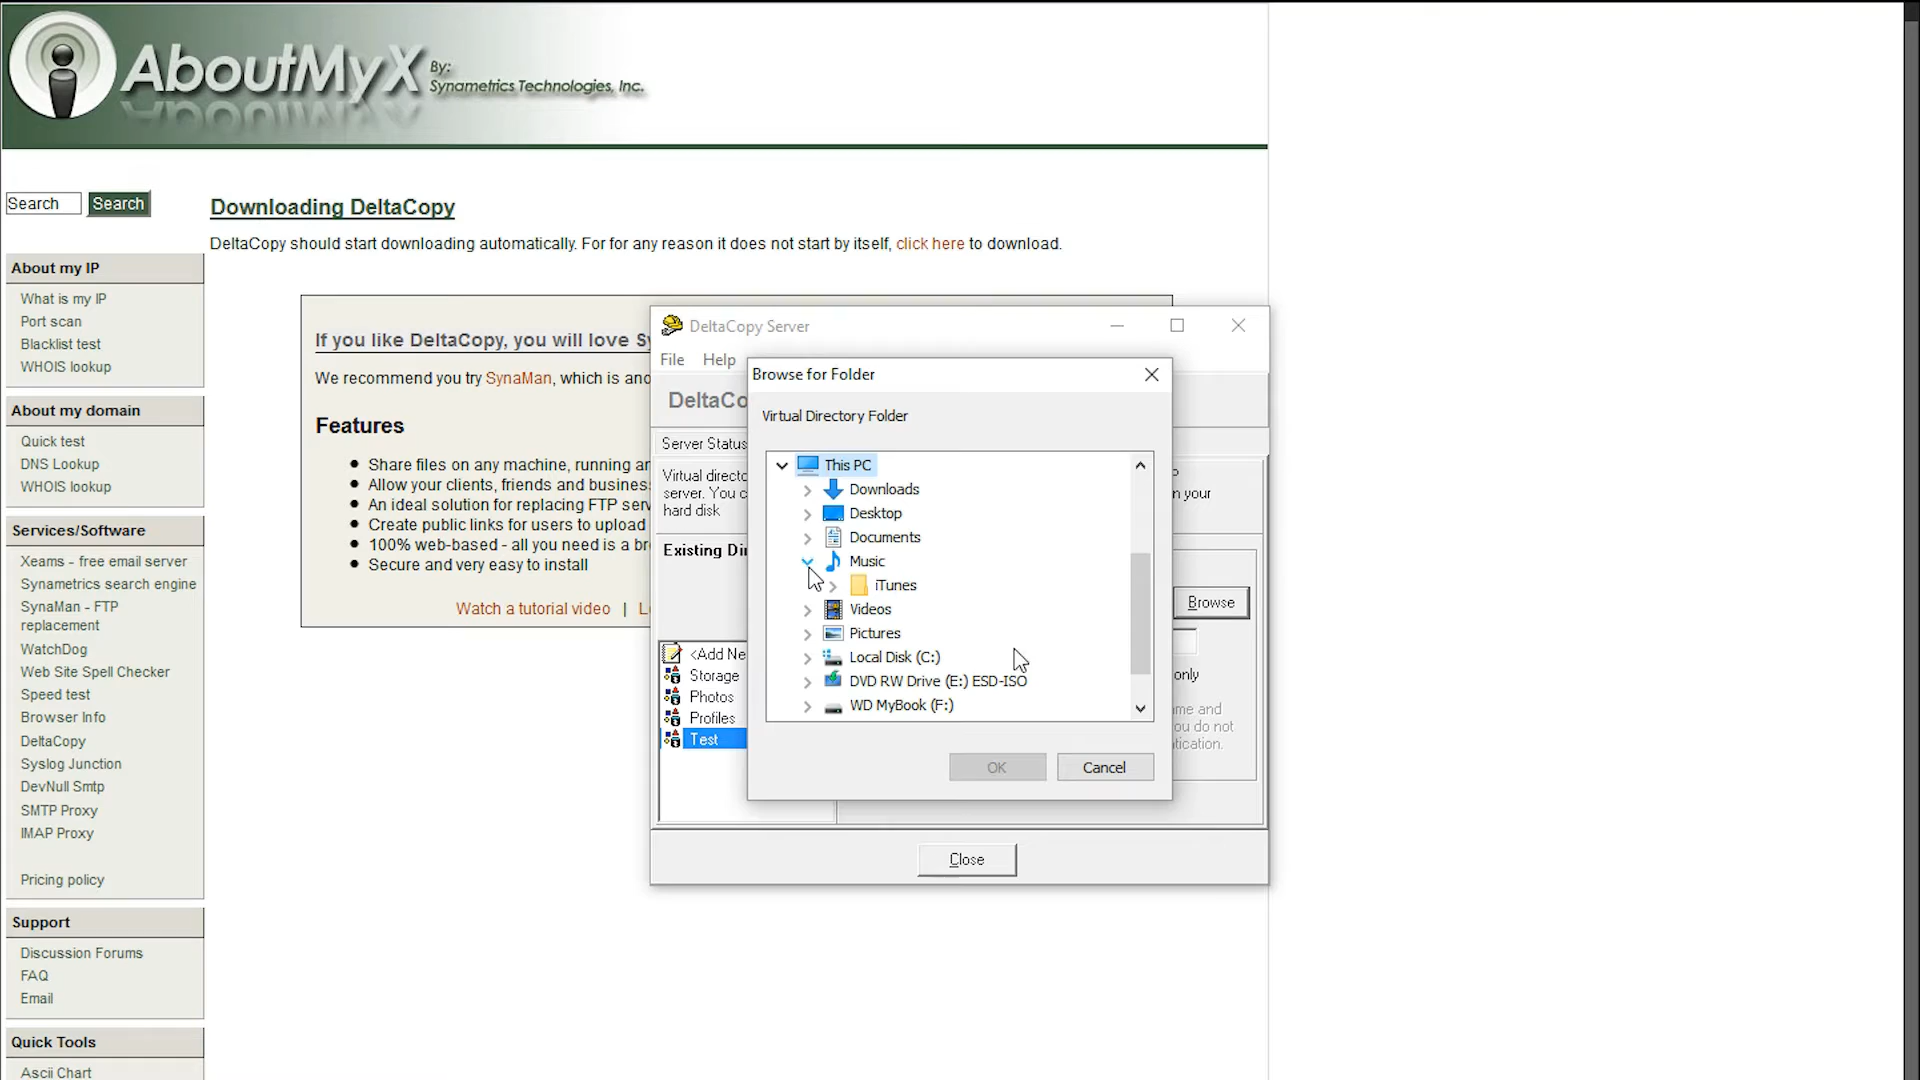 AboutMyX
By:
Synametrics Technologies, Inc.
Search
Search
Downloading DeltaCopy
DeltaCopy should start downloading automatically. For for any reason it does not start by itself, click here to download.
About my IP
What is my IP
Port scan
Blacklist test
WHOIS lookup
About my domain
Quick test
DNS Lookup
WHOIS lookup
Services/Software
Xeams - free email server
Synametrics search engine
SynaMan - FTP
replacement
WatchDog
Web Site Spell Checker
Speed test
Browser Info
DeltaCopy
Syslog Junction
DevNull Smtp
SMTP Proxy
IMAP Proxy
Pricing policy
Support
Discussion Forums
FAQ
Email
Quick Tools
Ascii Chart
If you like DeltaCopy, you will love
We recommend you try SynaMan, which is
Features
Share files on any machine, running
Allow your clients, friends and
An ideal solution for replacing FTP
Create public links for users to upload
100% web-based - all you need is a
Secure and very easy to install
Watch a tutorial video |
DeltaCopy Server
File Help
Server Status
Virtual
server. You
hard disk
n your
Existing
Browse
only
me and
ou do not
<Add
Storage
Photos
Profiles
Test
Close
Browse for Folder
Virtual Directory Folder
This PC
Downloads
Desktop
Documents
Music
iTunes
Videos
Pictures
Local Disk (C:)
DVD RW Drive (E:) ESD-ISO
WD MyBook (F:)
OK Cancel